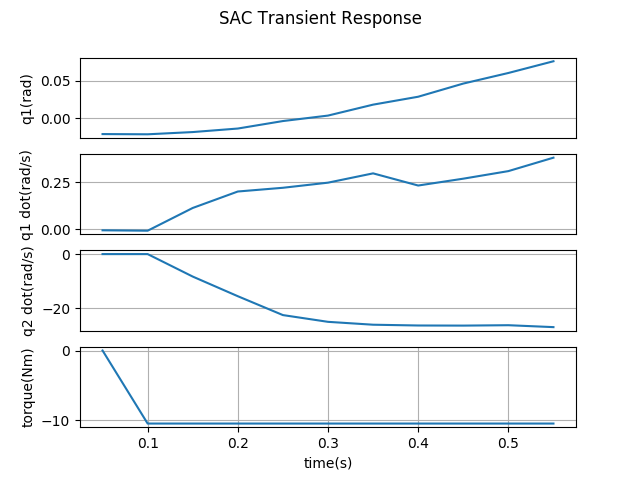 SAC Transient Response
q1(rad)
0.05
0.00
q1 dot(rad/s)
0.25
0.00
q2 dot(rad/s)
0
−20
torque(Nm)
0
−10
0.1 0.2 0.3 0.4 0.5
time(s)